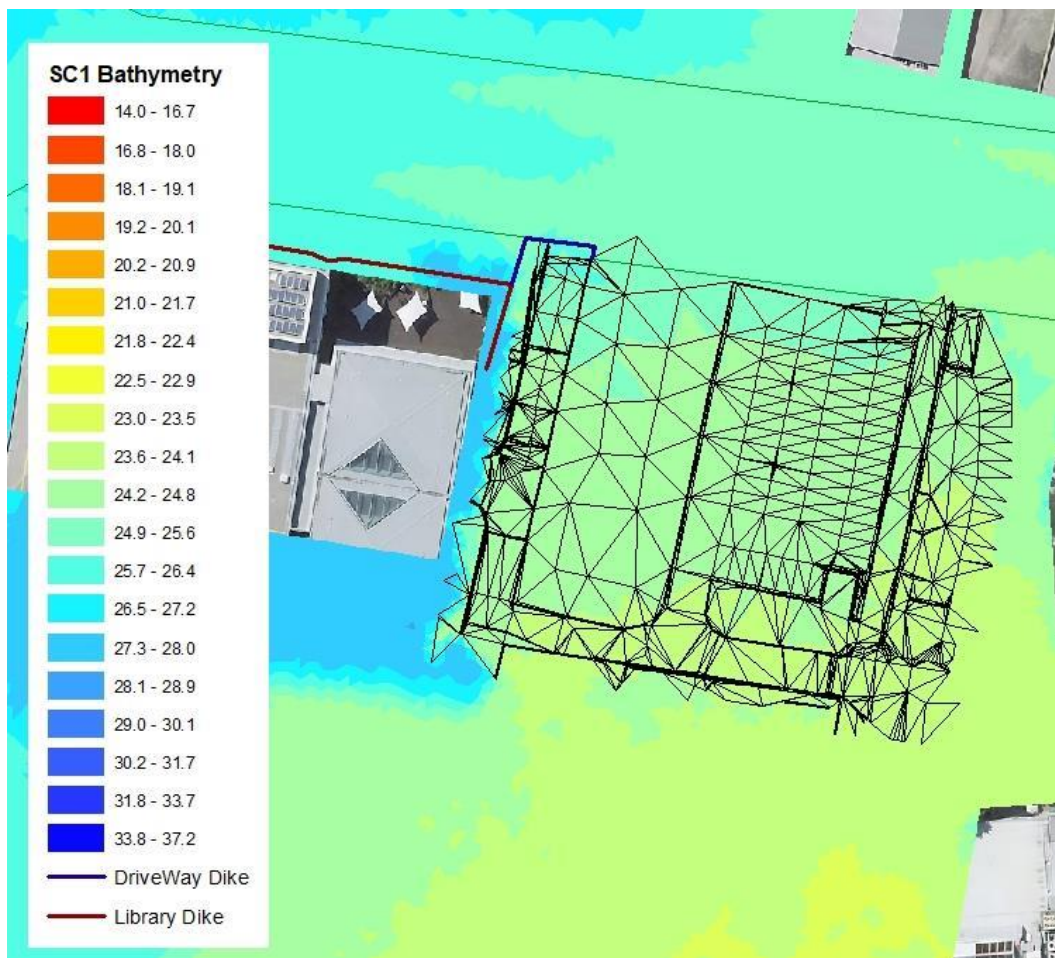 SC1 Bathymetry
14.0 - 16.7
16.8 - 18.0
18.1 - 19.1
19.2 - 20.1
20.2 - 20.9
21.0 - 21.7
21.8 - 22.4
22.5 - 22.9
23.0 - 23.5
23.6 - 24.1
24.2 - 24.8
24.9 - 25.6
25.7 - 26.4
26.5 - 27.2
27.3 - 28.0
28.1 - 28.9
29.0 - 30.1
30.2 - 31.7
31.8 - 33.7
33.8 - 37.2
DriveWay Dike
Library Dike